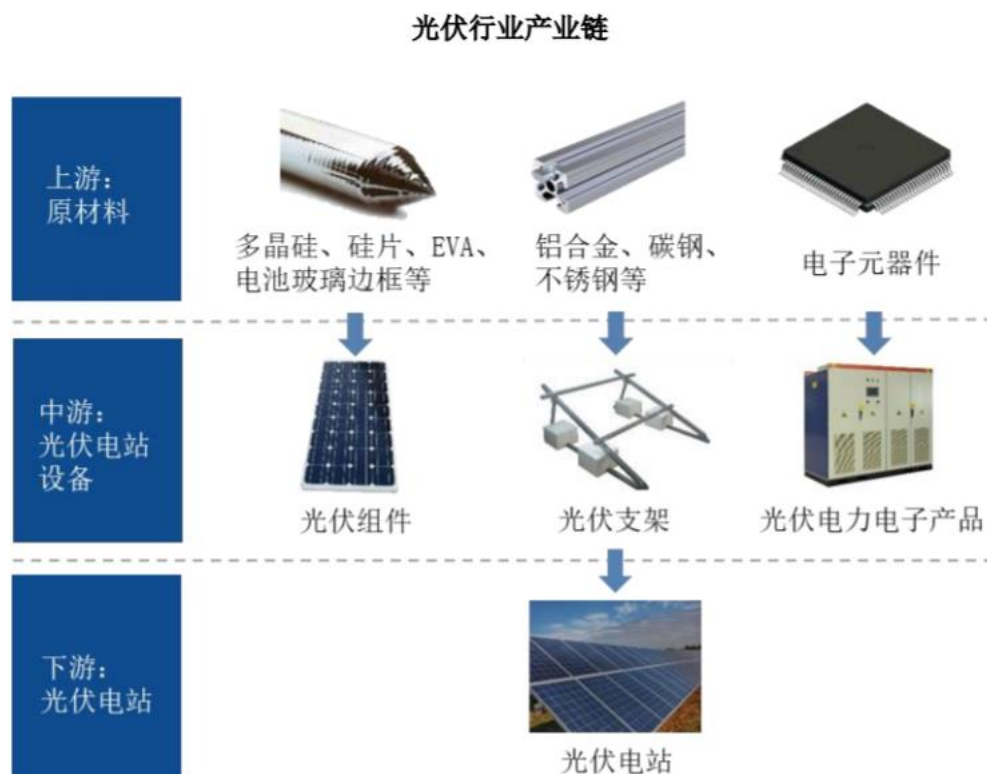 光伏行业产业链
上游：
原材料
多晶硅、硅片、EVA、
电池玻璃边框等
铝合金、碳钢、
不锈钢等
电子元器件
中游：
光伏电站
设备
光伏组件
光伏支架
光伏电力电子产品
下游：
光伏电站
光伏电站